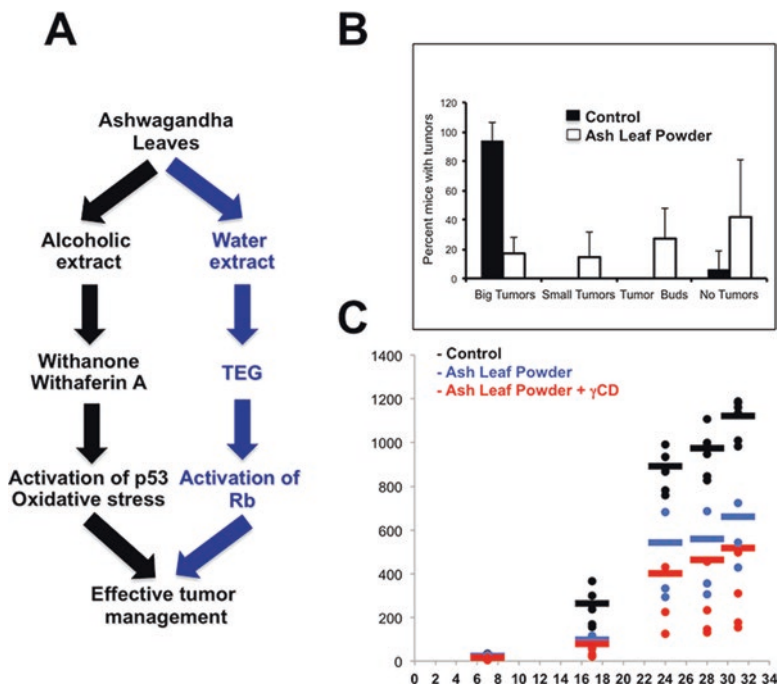 A
Ashwagandha
Leaves
Alcoholic
extract
Water
extract
Withanone
Withaferin A
TEG
Activation of p53
Oxidative stress
Activation of
Rb
Effective tumor
management
B
Control
Ash Leaf Powder
Percent mice with tumors
120
100
80
60
40
20
0
Big Tumors Small Tumors Tumor Buds No Tumors
C
- Control
- Ash Leaf Powder
- Ash Leaf Powder + γCD
1400
1200
1000
800
600
400
200
0
0 2 4 6 8 10 12 14 16 18 20 22 24 26 28 30 32 34